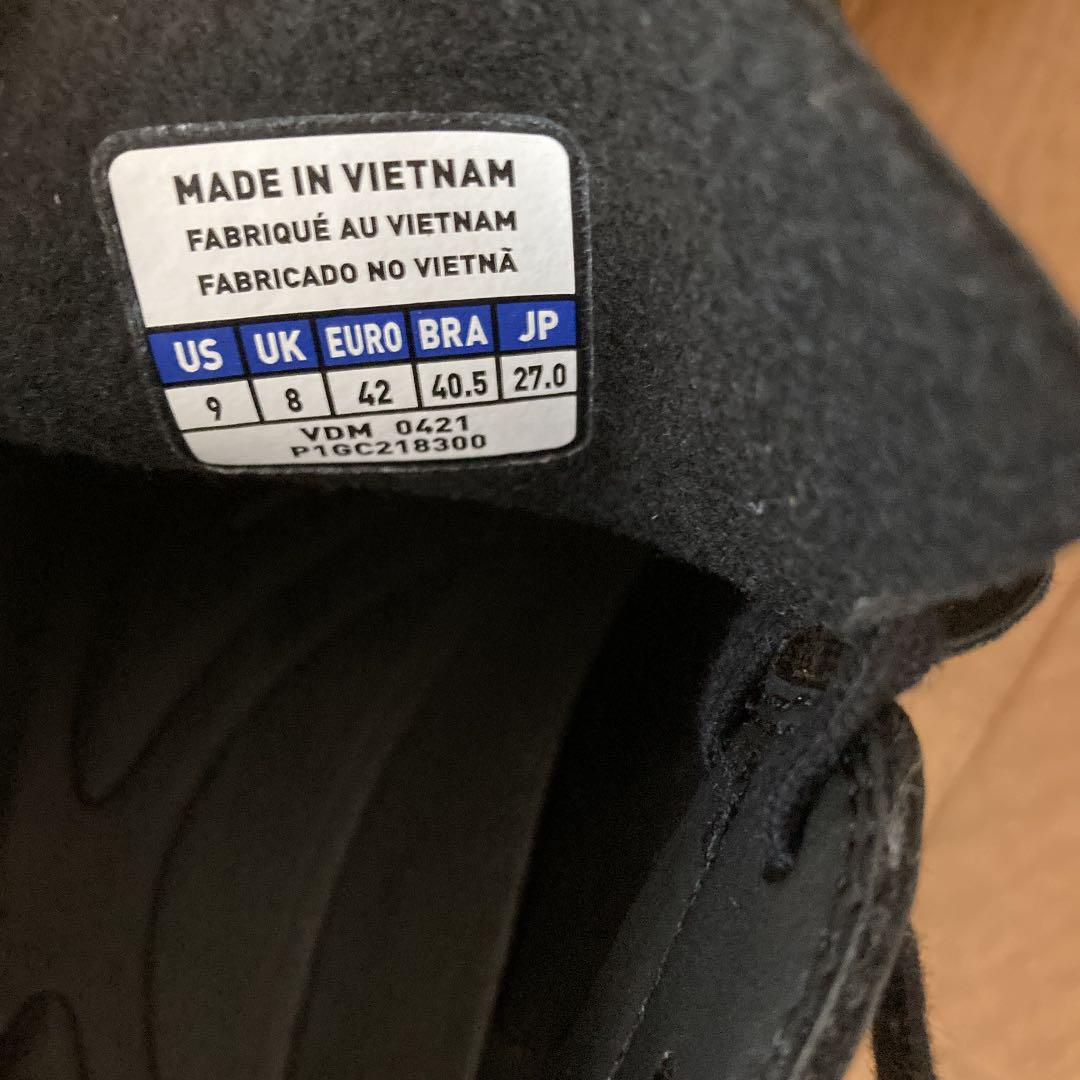 MADE IN VIETNAM
FABRIQUÉ AU VIETNAM
FABRICADO NO VIETNÃ
US UK EURO BRA JP
9 8 42 40.5 27.0
VDM 0421
P1GC218300